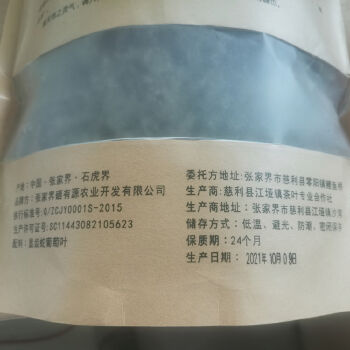 产地：中国·张家界·石虎界
品牌方：张家界硒有源农业开发有限公司
执行标准号：Q/ZCJY0001S-2015
生产许可证号：SC11443082105623
配料：显齿蛇葡萄叶
委托方地址：张家界市慈利县零阳镇
生产商：慈利县江垭镇茶叶专业合作社
生产商地址：张家界市慈利县江垭镇
储存方式：低温、避光、防潮、密闭保存
保质期：24个月
生产日期：2021年10月09日